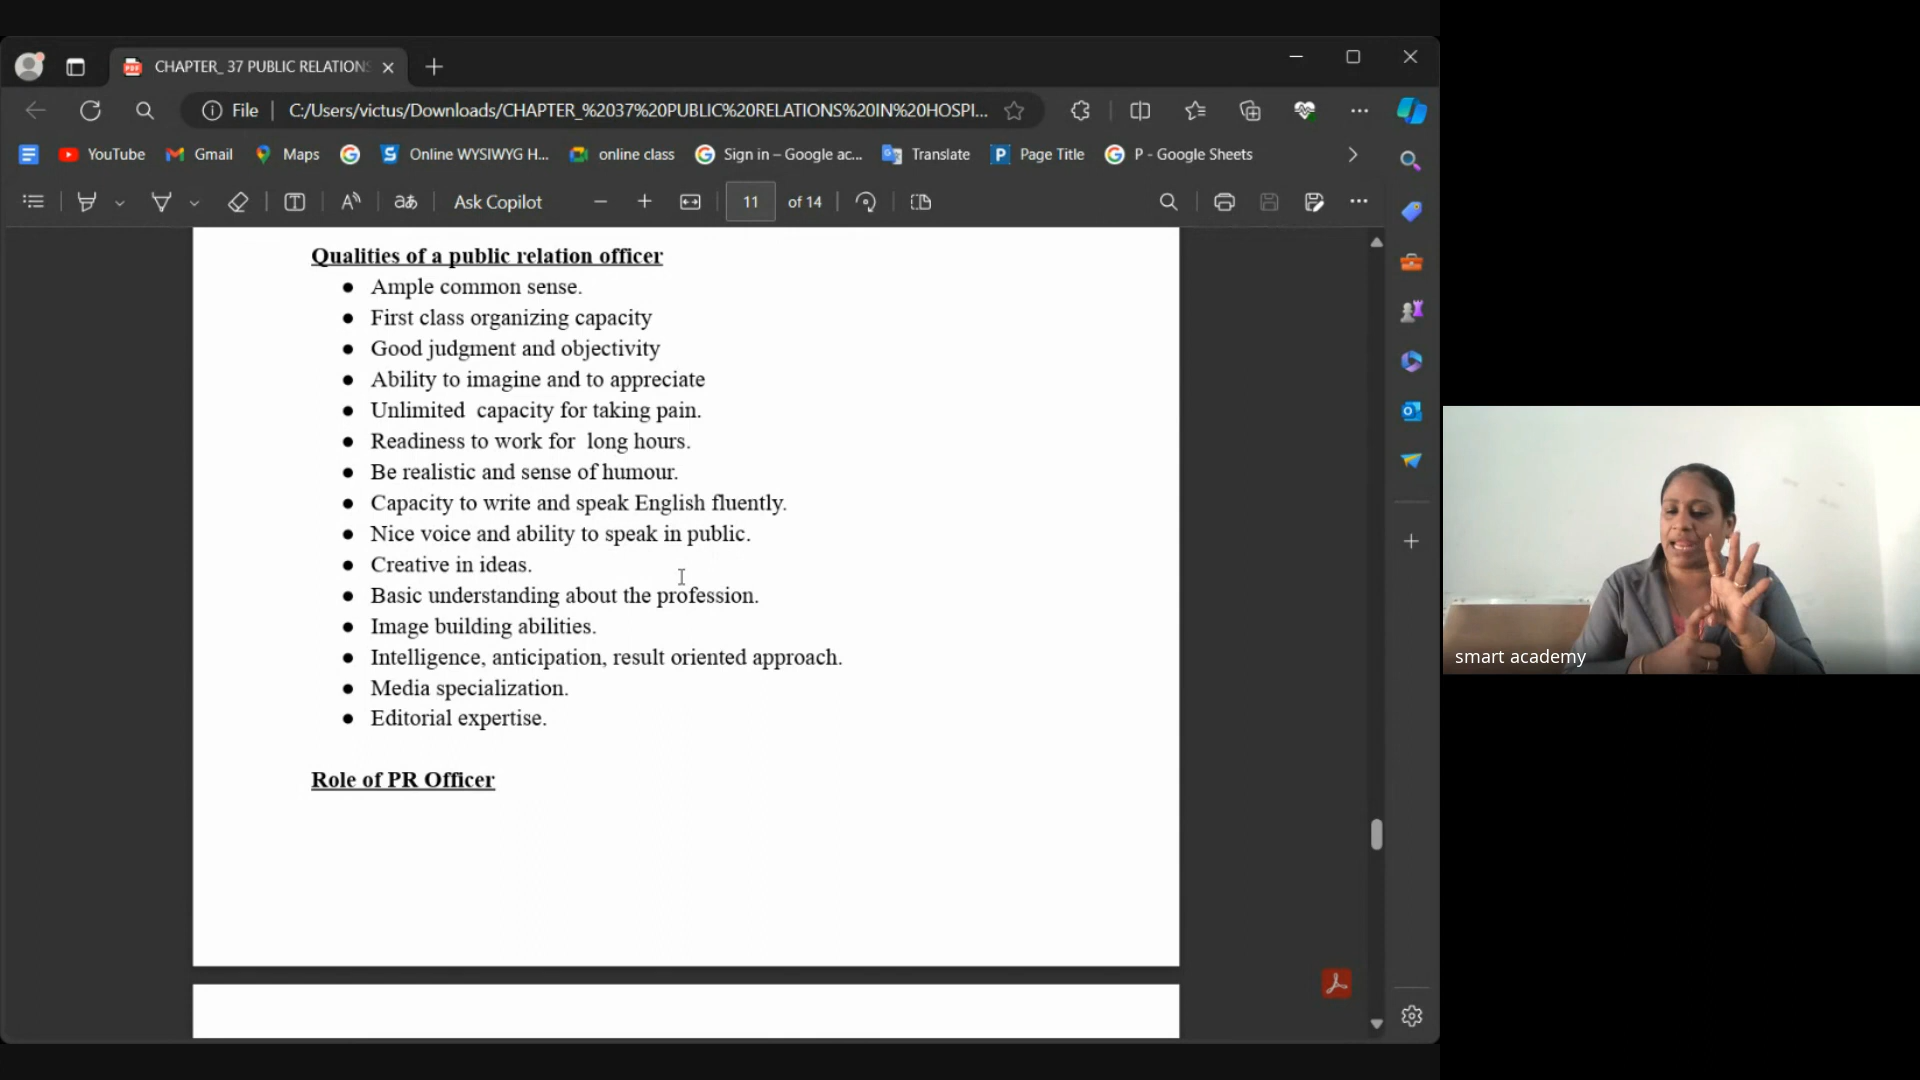 CHAPTER_ 37 PUBLIC RELATIONS
File
C:/Users/victus/Downloads/CHAPTER_%2037%20PUBLIC%20RELATIONS%20IN%20HOSPI...
YouTube
Gmail
Maps
Online WYSIWYG H...
online class
Sign in – Google ac...
Translate
Page Title
P - Google Sheets
Ask Copilot
11 of 14
Qualities of a public relation officer
● Ample common sense.
● First class organizing capacity
● Good judgment and objectivity
● Ability to imagine and to appreciate
● Unlimited  capacity for taking pain.
● Readiness to work for  long hours.
● Be realistic and sense of humour.
● Capacity to write and speak English fluently.
● Nice voice and ability to speak in public.
● Creative in ideas.
● Basic understanding about the profession.
● Image building abilities.
● Intelligence, anticipation, result oriented approach.
● Media specialization.
● Editorial expertise.
Role of PR Officer
smart academy